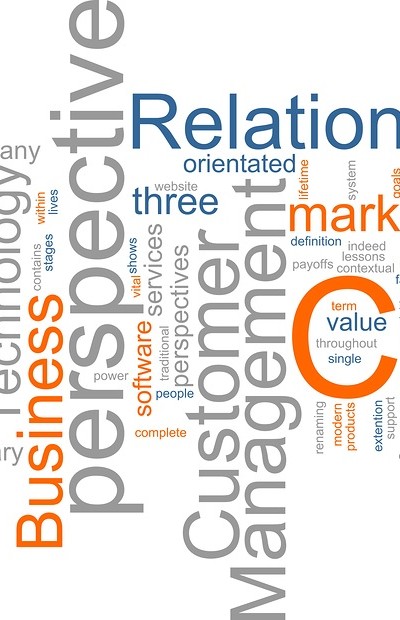 any
Technology
within
lives
contains
stages
Business
ary
perspective
Relation
orientated
website
three
shows
vital
services
software
traditional
perspectives
power
people
complete
Customer
Management
lifetime
system
goals
mark
definition
indeed
lessons
payoffs
contextual
fa
C
term
value
throughout
single
renaming
modern
products
extention
support